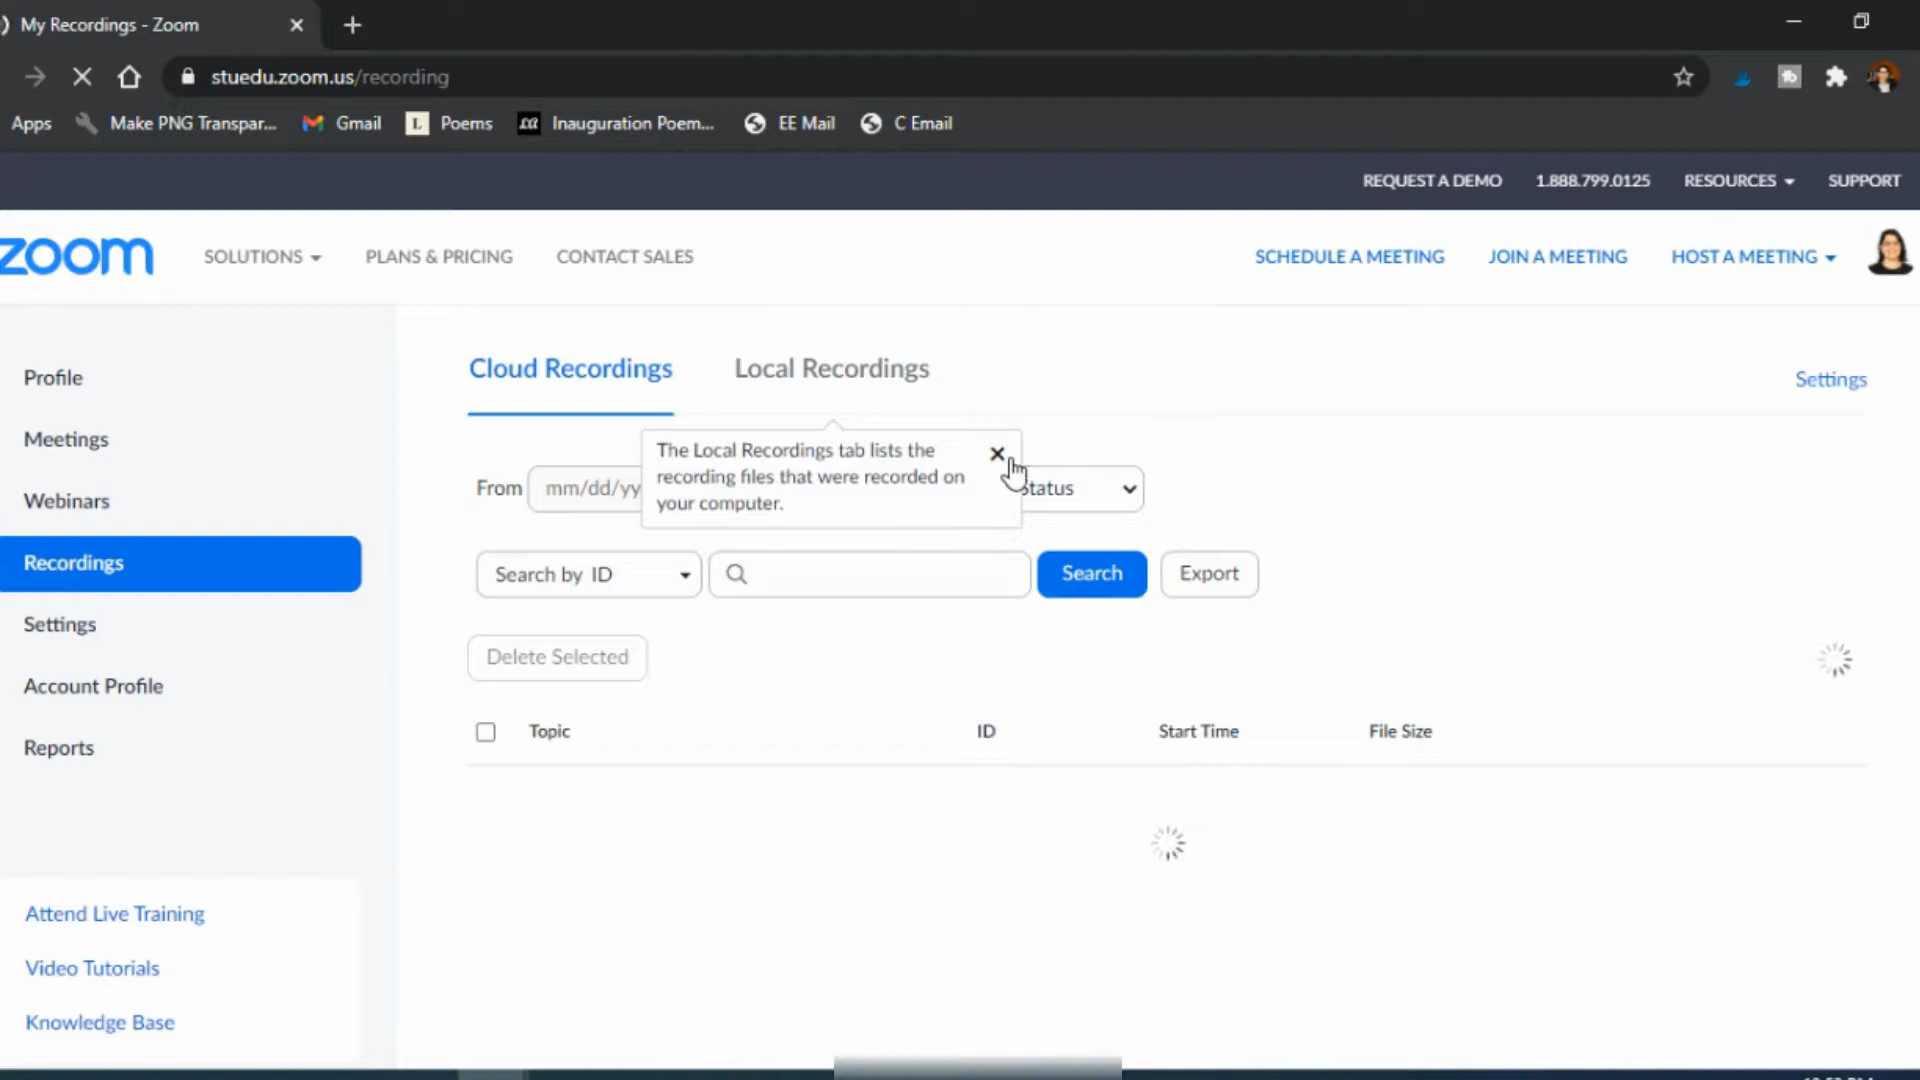 My Recordings - Zoom
stuedu.zoom.us/recording
Apps Make PNG Transpar... Gmail L Poems Inauguration Poem... EE Mail C Email
REQUEST A DEMO 1.888.799.0125 RESOURCES SUPPORT
zoom SOLUTIONS PLANS & PRICING CONTACT SALES SCHEDULE A MEETING JOIN A MEETING HOST A MEETING
Profile
Meetings
Webinars
Recordings
Settings
Account Profile
Reports
Attend Live Training
Video Tutorials
Knowledge Base
Cloud Recordings Local Recordings
Settings
The Local Recordings tab lists the
recording files that were recorded on
your computer.
From mm/dd/yy Status
Search by ID Search Export
Delete Selected
Topic ID Start Time File Size